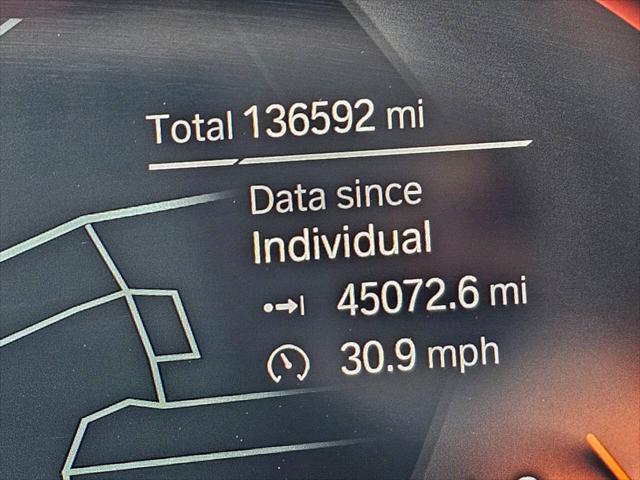 Total 136592 mi
Data since
Individual
45072.6 mi
30.9 mph